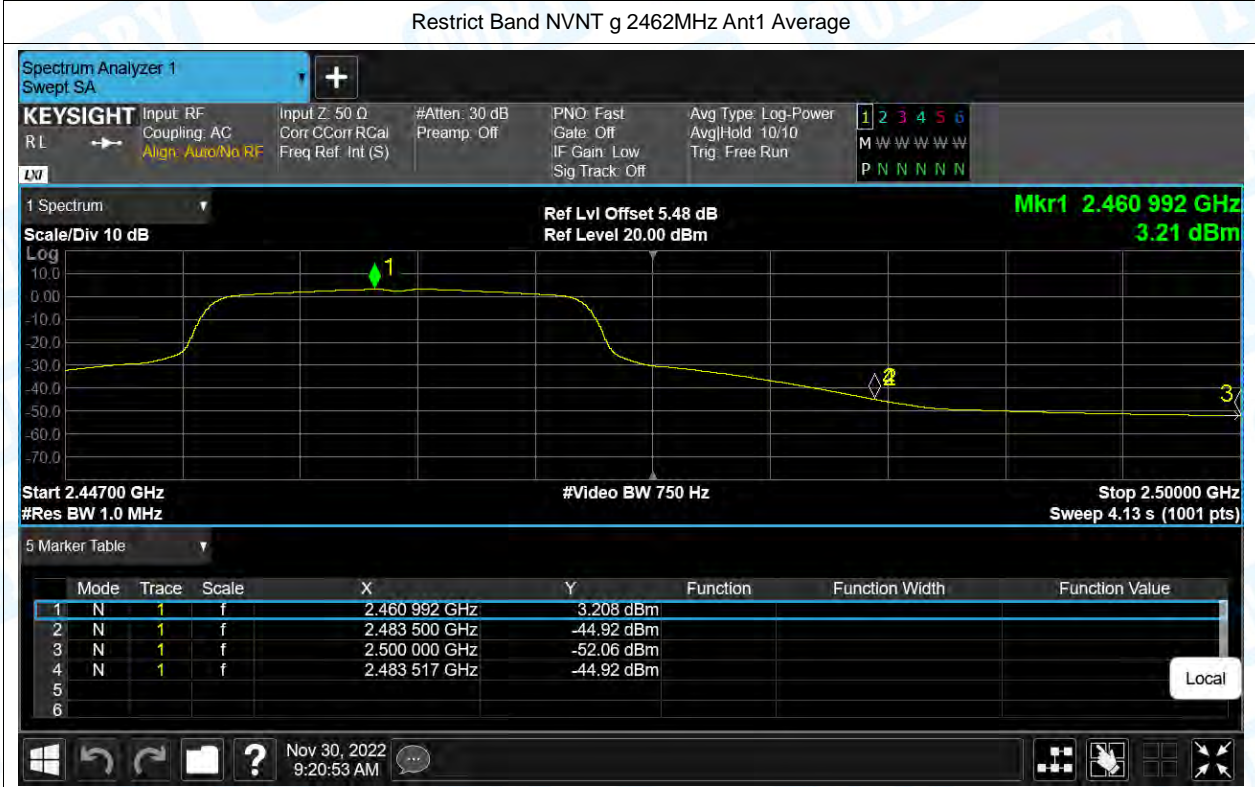 Restrict Band NVNT g 2462MHz Ant1 Average
Spectrum Analyzer 1
Swept SA
KEYSIGHT
RL
LXI
Input: RF
Coupling: AC
Align: Auto/No RF
Input Z: 50 Ω
Corr CCorr RCal
Freq Ref: Int (S)
#Atten: 30 dB
Preamp: Off
PNO: Fast
Gate: Off
IF Gain: Low
Sig Track: Off
Avg Type: Log-Power
Avg|Hold: 10/10
Trig: Free Run
1 2 3 4 5 6
M W W W W W
P N N N N N
1 Spectrum
Scale/Div 10 dB
Ref Lvl Offset 5.48 dB
Ref Level 20.00 dBm
Mkr1 2.460 992 GHz
3.21 dBm
Log
10.0
0.00
-10.0
-20.0
-30.0
-40.0
-50.0
-60.0
-70.0
1
3
Start 2.44700 GHz
#Res BW 1.0 MHz
#Video BW 750 Hz
Stop 2.50000 GHz
Sweep 4.13 s (1001 pts)
5 Marker Table
Mode Trace Scale X Y Function Function Width Function Value
1 N 1 f 2.460 992 GHz 3.208 dBm
2 N 1 f 2.483 500 GHz -44.92 dBm
3 N 1 f 2.500 000 GHz -52.06 dBm
4 N 1 f 2.483 517 GHz -44.92 dBm
5
6
Local
Nov 30, 2022
9:20:53 AM